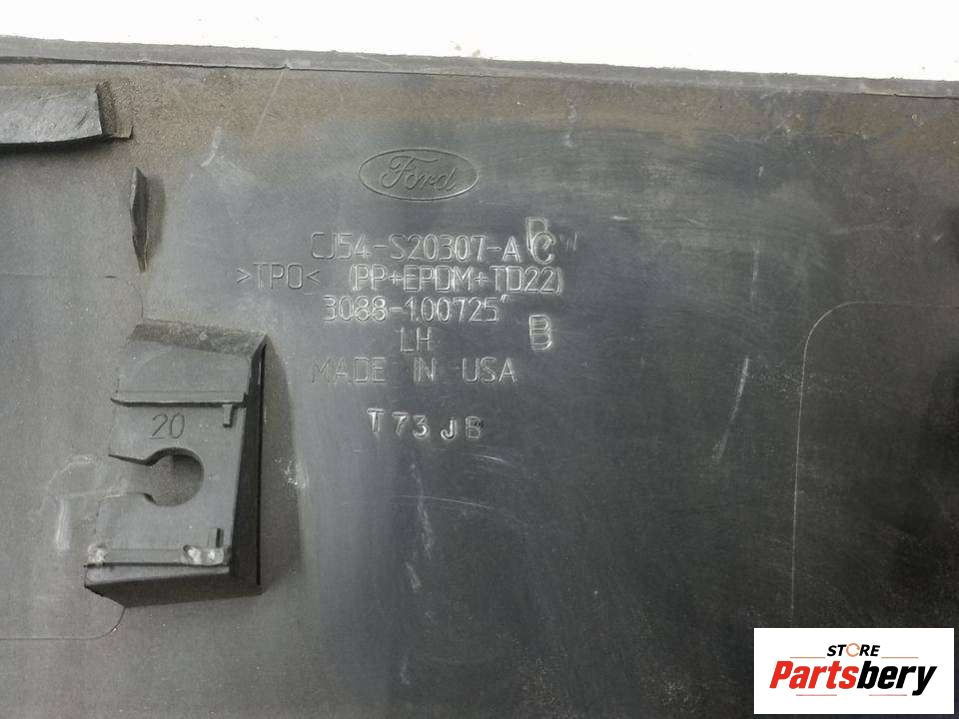 Ford
CJ54-S20307-A C
>TPO< (PP+EPDM+TD22)
3088-100725
LH B
MADE IN USA
20
T73JB
STORE
Partsbery